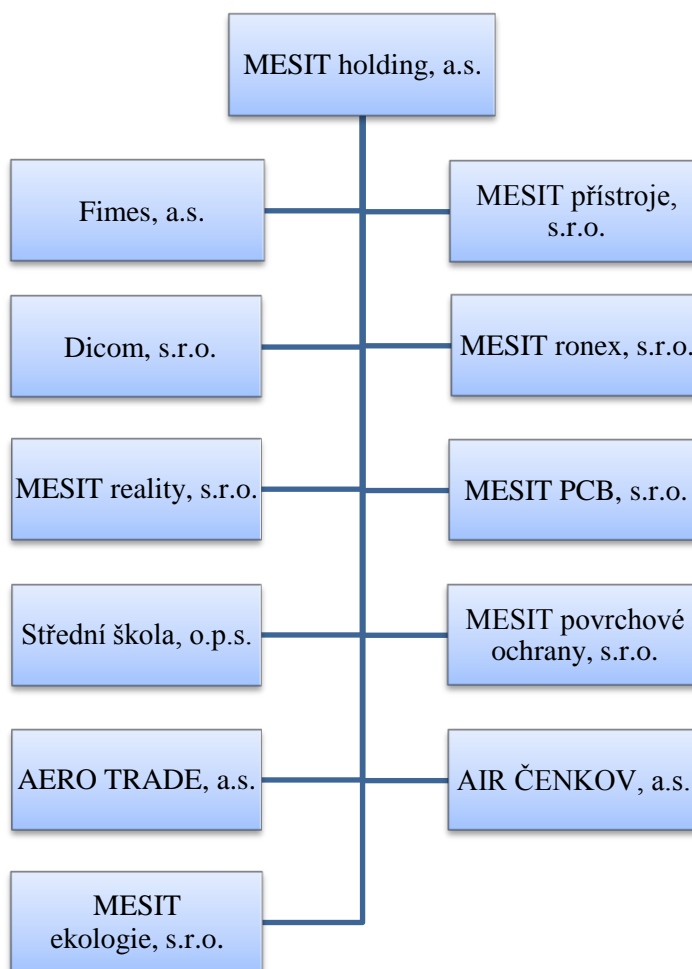 MESIT holding, a.s.
Fimes, a.s.
MESIT přístroje,
s.r.o.
Dicom, s.r.o.
MESIT ronex, s.r.o.
MESIT reality, s.r.o.
MESIT PCB, s.r.o.
Střední škola, o.p.s.
MESIT povrchové
ochrany, s.r.o.
AERO TRADE, a.s.
AIR ČENKOV, a.s.
MESIT
ekologie, s.r.o.